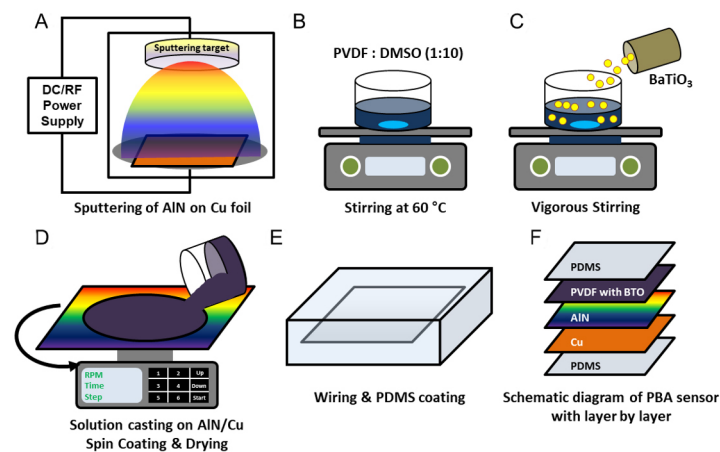 A
Sputtering target
DC/RF
Power
Supply
Sputtering of AlN on Cu foil
B
PVDF : DMSO (1:10)
Stirring at 60 °C
C
BaTiO₃
Vigorous Stirring
D
RPM
Time
Step
1 2 Up
3 4 Down
5 6 Start
Solution casting on AlN/Cu
Spin Coating & Drying
E
Wiring & PDMS coating
F
PDMS
PVDF with BTO
AlN
Cu
PDMS
Schematic diagram of PBA sensor
with layer by layer